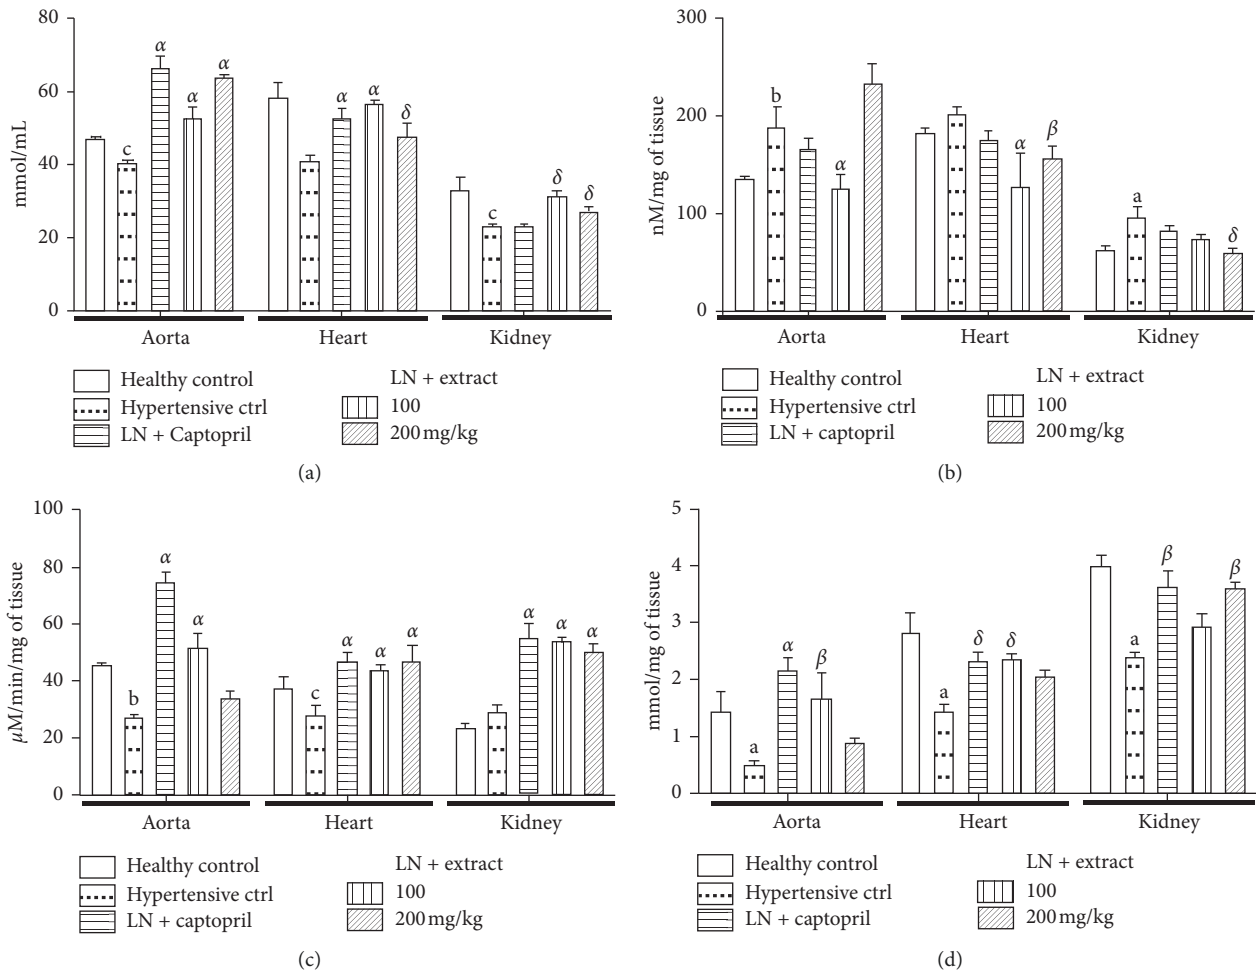 80
60
40
20
0
mmol/mL
c
α
α
α
α
α
δ
c
δ
δ
Aorta
Heart
Kidney
Healthy control
Hypertensive ctrl
LN + Captopril
LN + extract
100
200 mg/kg
(a)
300
200
100
0
nM/mg of tissue
b
α
α
β
a
δ
Aorta
Heart
Kidney
Healthy control
Hypertensive ctrl
LN + captopril
LN + extract
100
200 mg/kg
(b)
100
80
60
40
20
0
μM/min/mg of tissue
b
α
α
c
α
α
α
α
α
α
Aorta
Heart
Kidney
Healthy control
Hypertensive ctrl
LN + captopril
LN + extract
100
200 mg/kg
(c)
5
4
3
2
1
0
mmol/mg of tissue
a
α
β
a
δ
δ
a
β
β
Aorta
Heart
Kidney
Healthy control
Hypertensive ctrl
LN + captopril
LN + extract
100
200 mg/kg
(d)